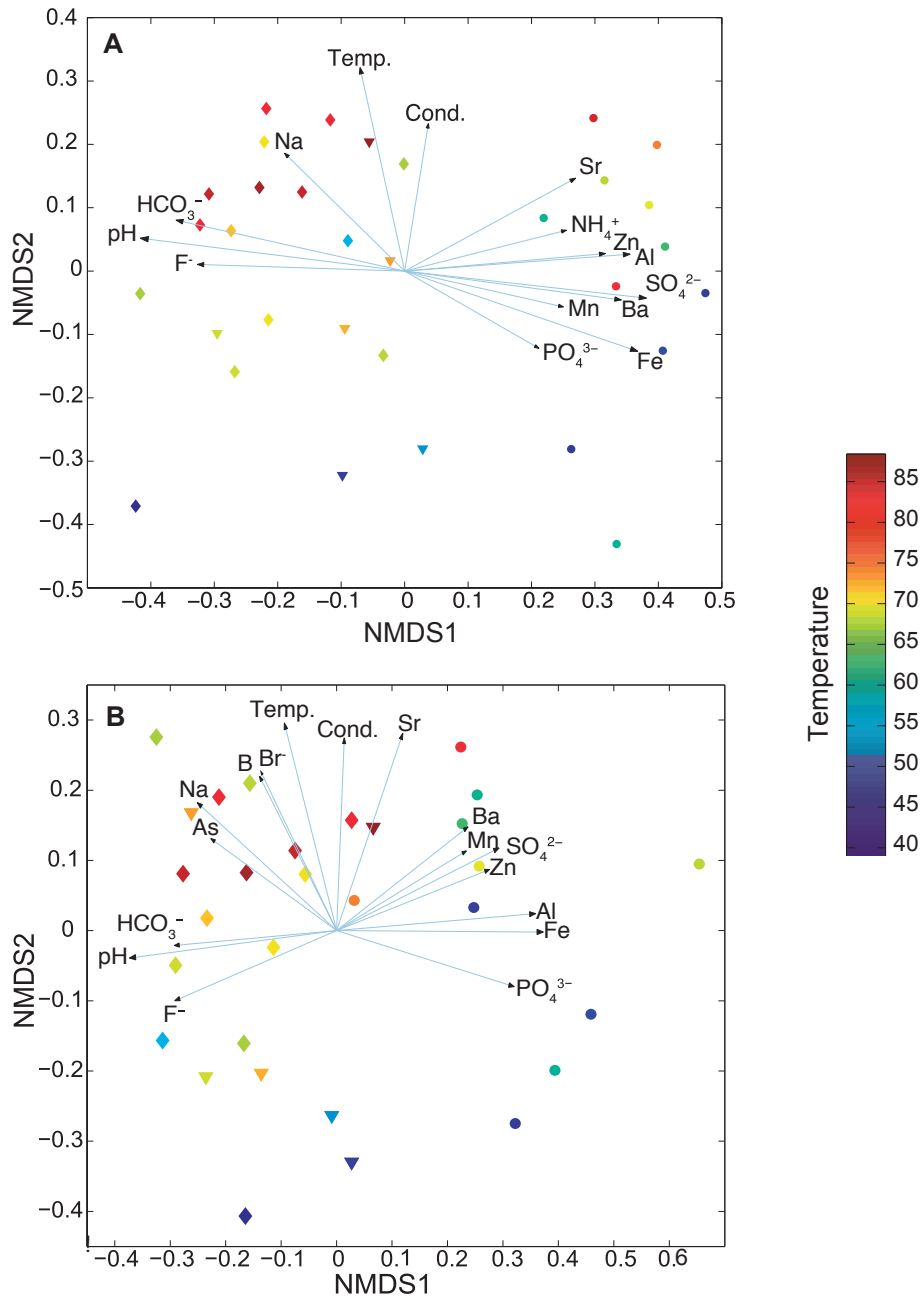 A
0.4
0.3
0.2
0.1
0
−0.1
−0.2
−0.3
−0.4
−0.5
NMDS2
Temp.
Cond.
Na
Sr
HCO₃⁻
pH
F⁻
NH₄⁺
Zn
Al
SO₄²⁻
Mn
Ba
PO₄³⁻
Fe
−0.4 −0.3 −0.2 −0.1 0 0.1 0.2 0.3 0.4 0.5
NMDS1
Temperature
85
80
75
70
65
60
55
50
45
40
B
0.3
0.2
0.1
0
−0.1
−0.2
−0.3
−0.4
NMDS2
Temp.
Cond.
Sr
B
Br⁻
Na
As
Ba
Mn
SO₄²⁻
Zn
HCO₃⁻
pH
Al
Fe
F⁻
PO₄³⁻
−0.4 −0.3 −0.2 −0.1 0 0.1 0.2 0.3 0.4 0.5 0.6
NMDS1